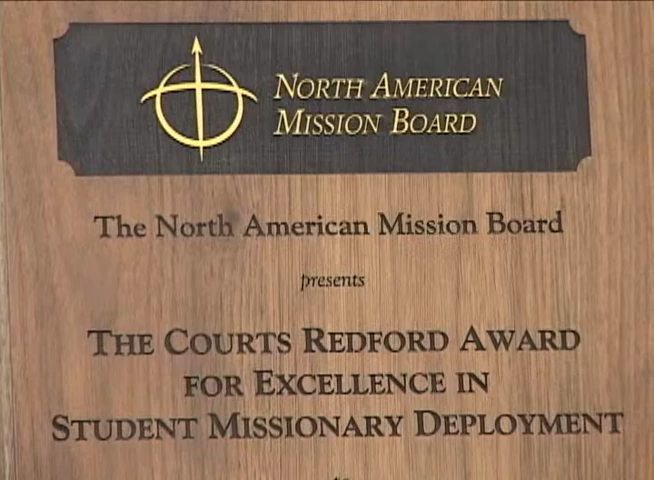 NORTH AMERICAN
MISSION BOARD
The North American Mission Board
presents
THE COURTS REDFORD AWARD
FOR EXCELLENCE IN
STUDENT MISSIONARY DEPLOYMENT